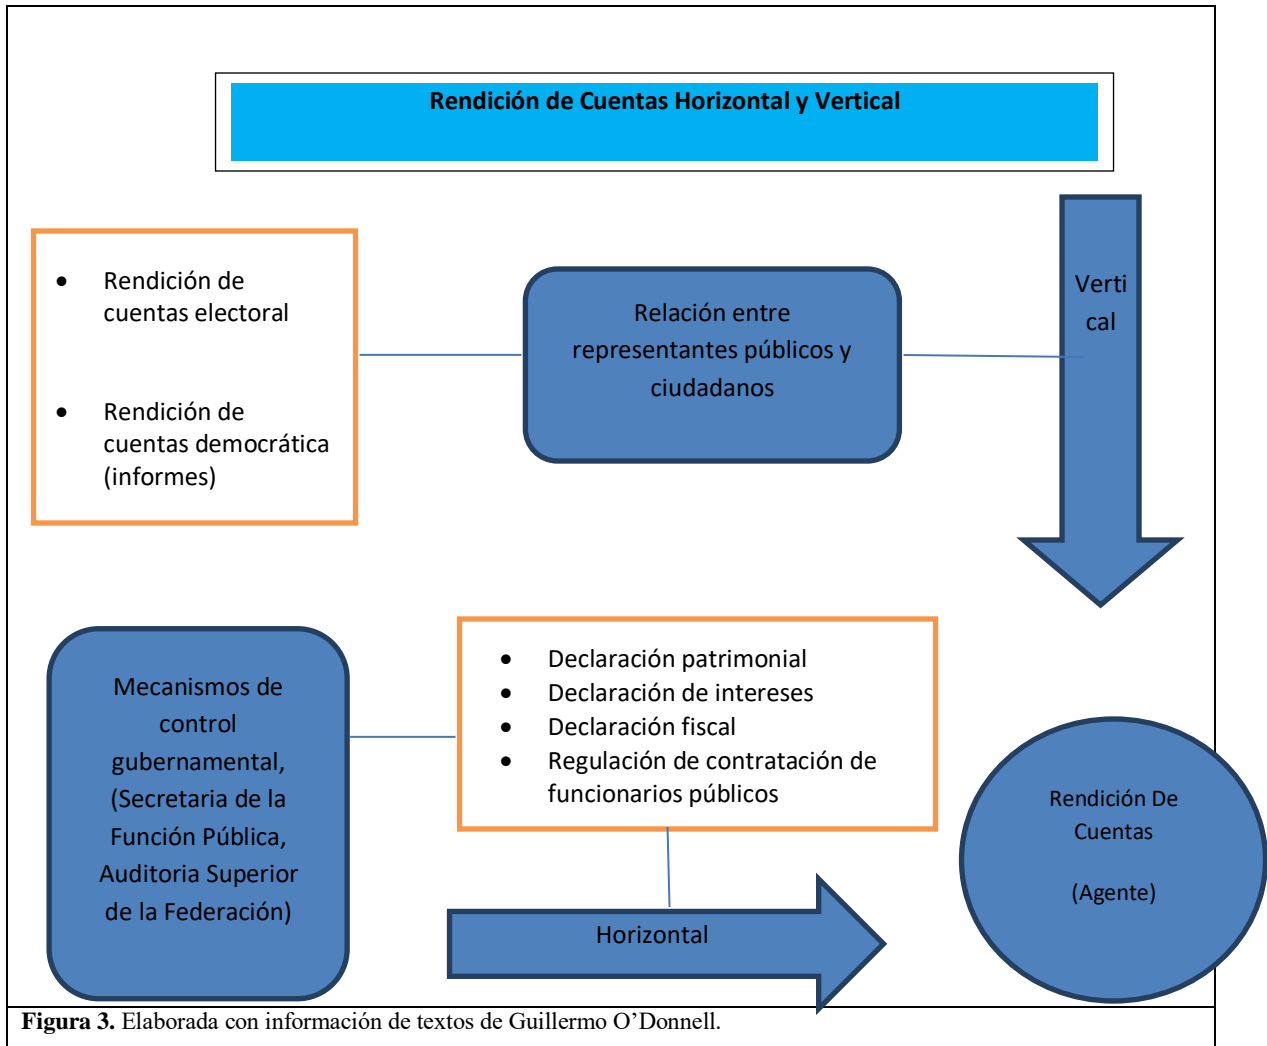 Rendición de Cuentas Horizontal y Vertical
• Rendición de
cuentas electoral
• Rendición de
cuentas democrática
(informes)
Relación entre
representantes públicos y
ciudadanos
Verti
cal
Mecanismos de
control
gubernamental,
(Secretaria de la
Función Pública,
Auditoria Superior
de la Federación)
• Declaración patrimonial
• Declaración de intereses
• Declaración fiscal
• Regulación de contratación de
funcionarios públicos
Horizontal
Rendición De
Cuentas
(Agente)
Figura 3. Elaborada con información de textos de Guillermo O’Donnell.